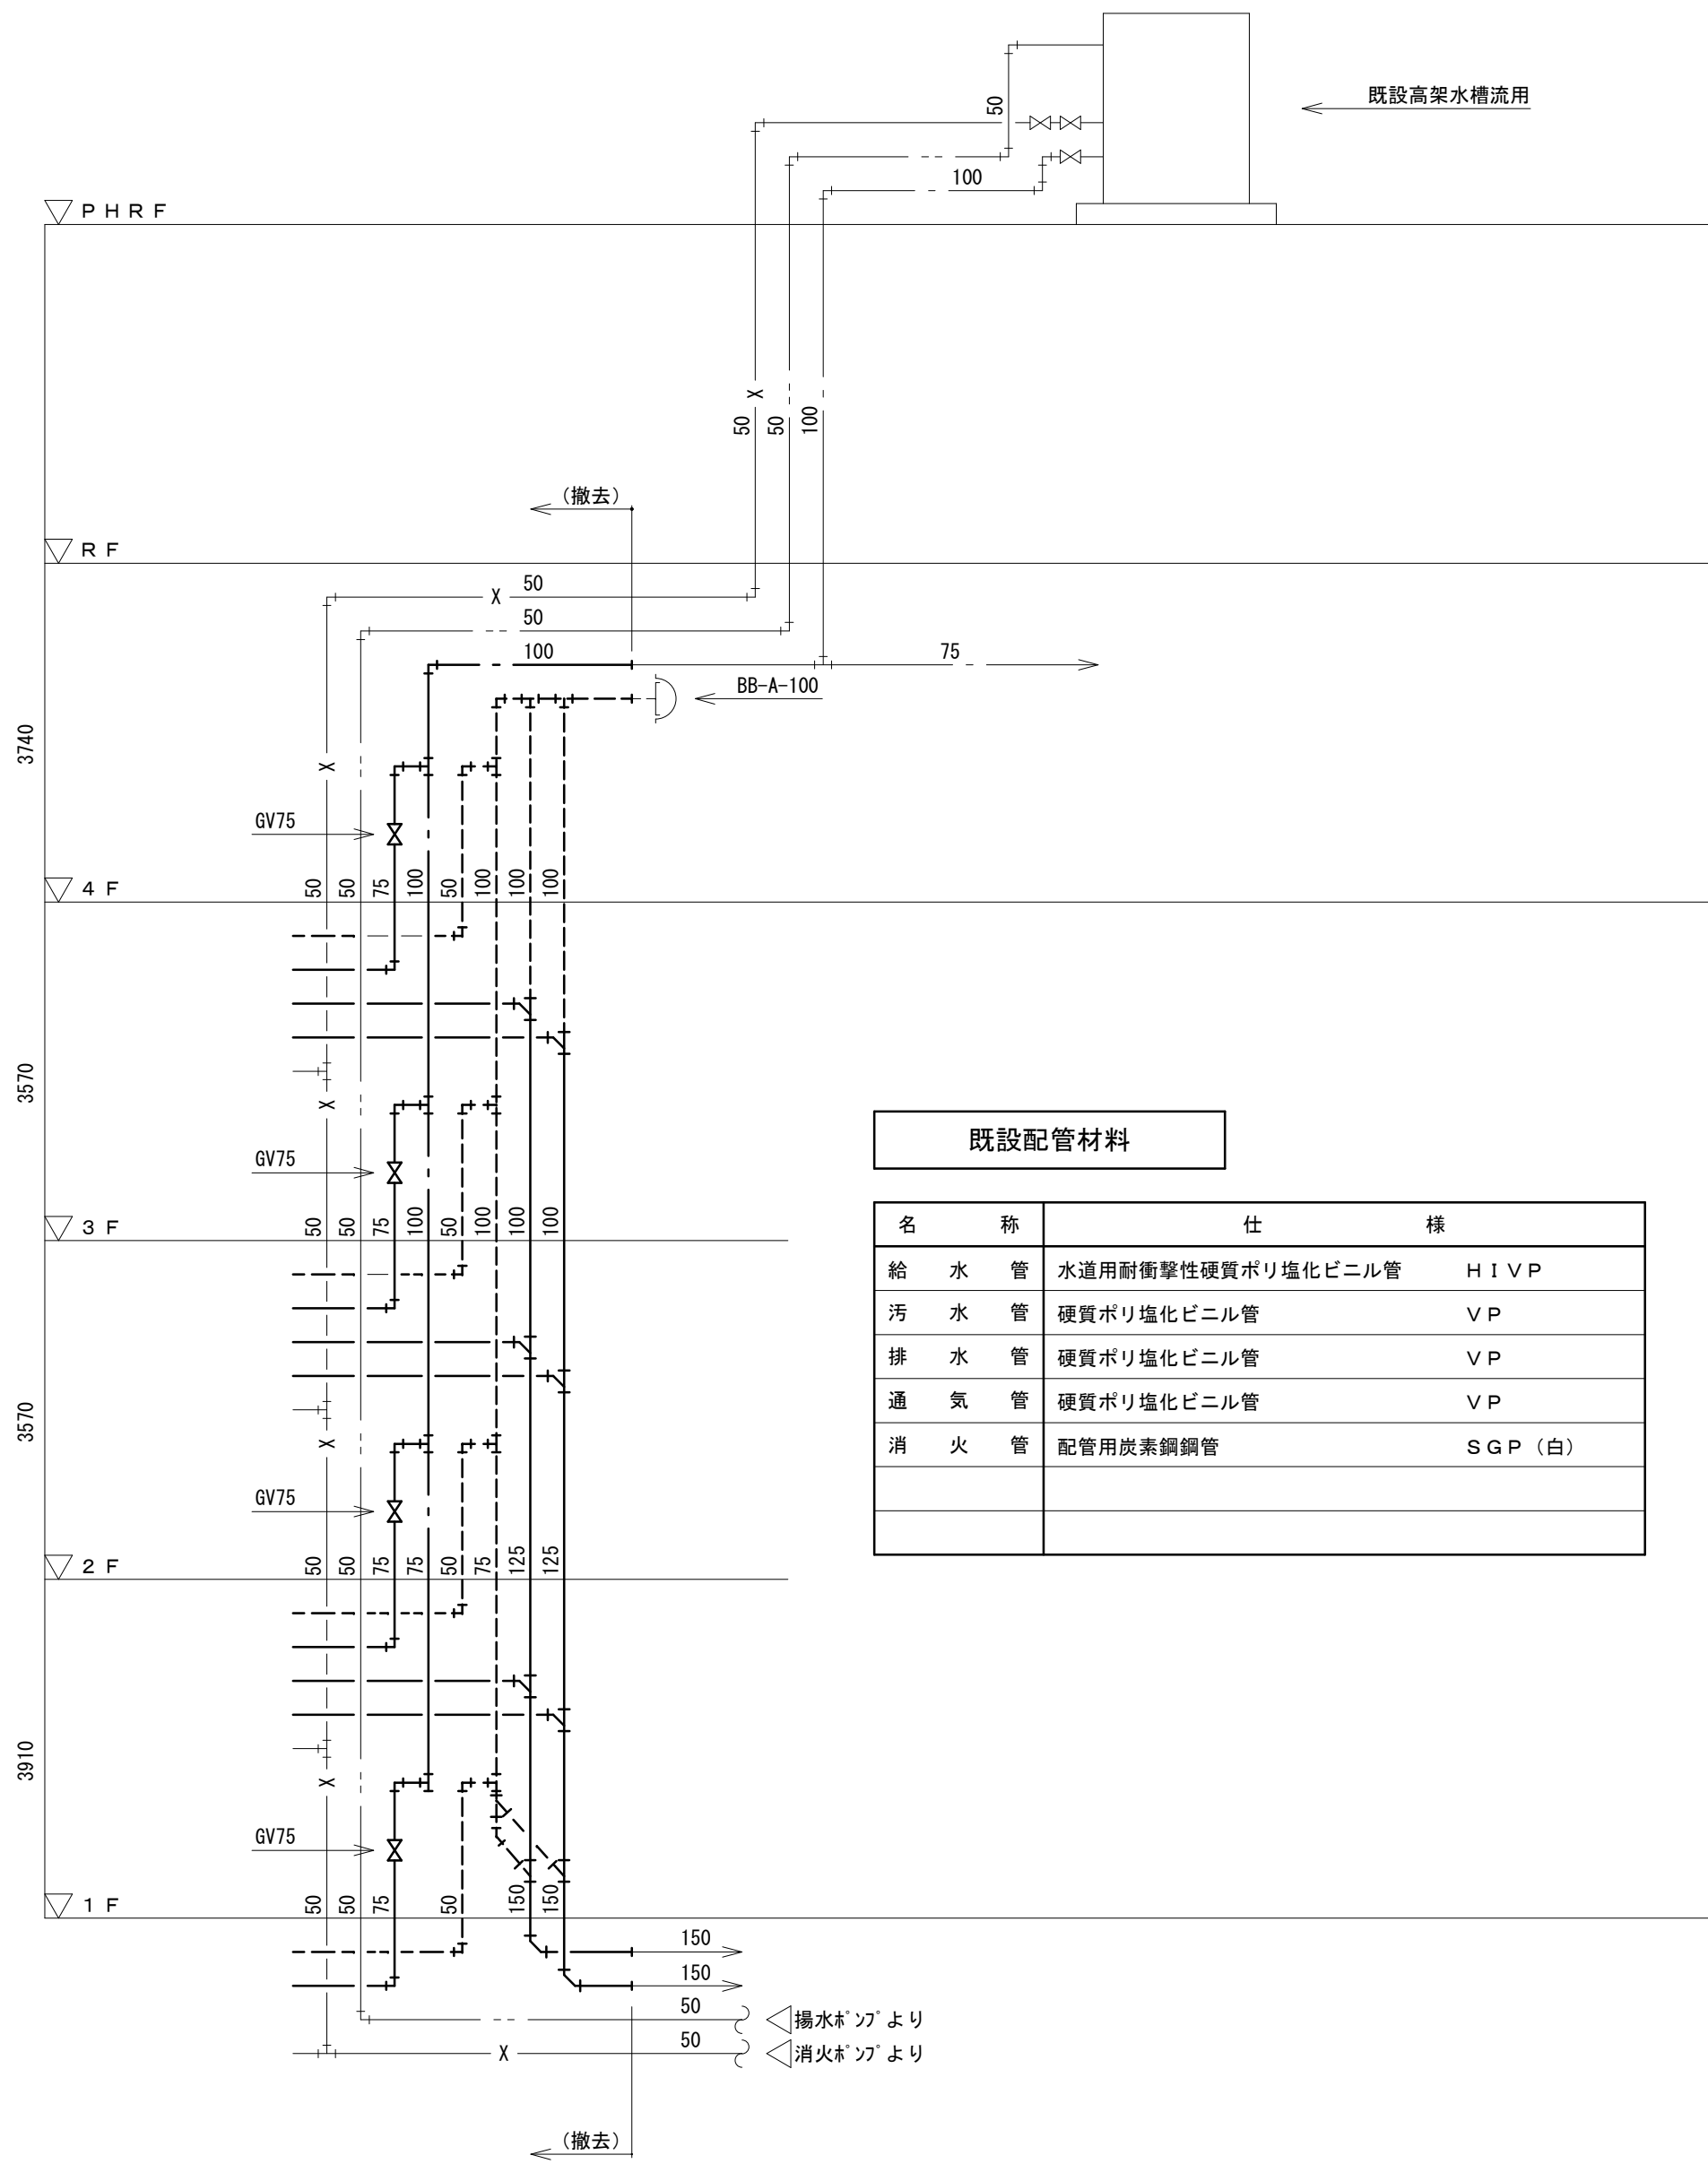 既設高架水槽流用
50
100
ＰＨＲＦ
X
50
50
100
(撤去)
ＲＦ
50
X
50
100
75
BB-A-100
3740
X
GV75
４Ｆ
50
50
75
100
50
100
100
100
3570
X
GV75
３Ｆ
50
50
75
100
50
100
100
100
3570
X
GV75
２Ｆ
50
50
75
75
50
75
125
125
3910
X
GV75
１Ｆ
50
50
75
50
150
150
150
150
50
揚水ﾎﾟﾝﾌﾟより
50
X
消火ﾎﾟﾝﾌﾟより
(撤去)
既設配管材料
名称 仕様
給水管 水道用耐衝撃性硬質ポリ塩化ビニル管 ＨＩＶＰ
汚水管 硬質ポリ塩化ビニル管 ＶＰ
排水管 硬質ポリ塩化ビニル管 ＶＰ
通気管 硬質ポリ塩化ビニル管 ＶＰ
消火管 配管用炭素鋼鋼管 ＳＧＰ（白）